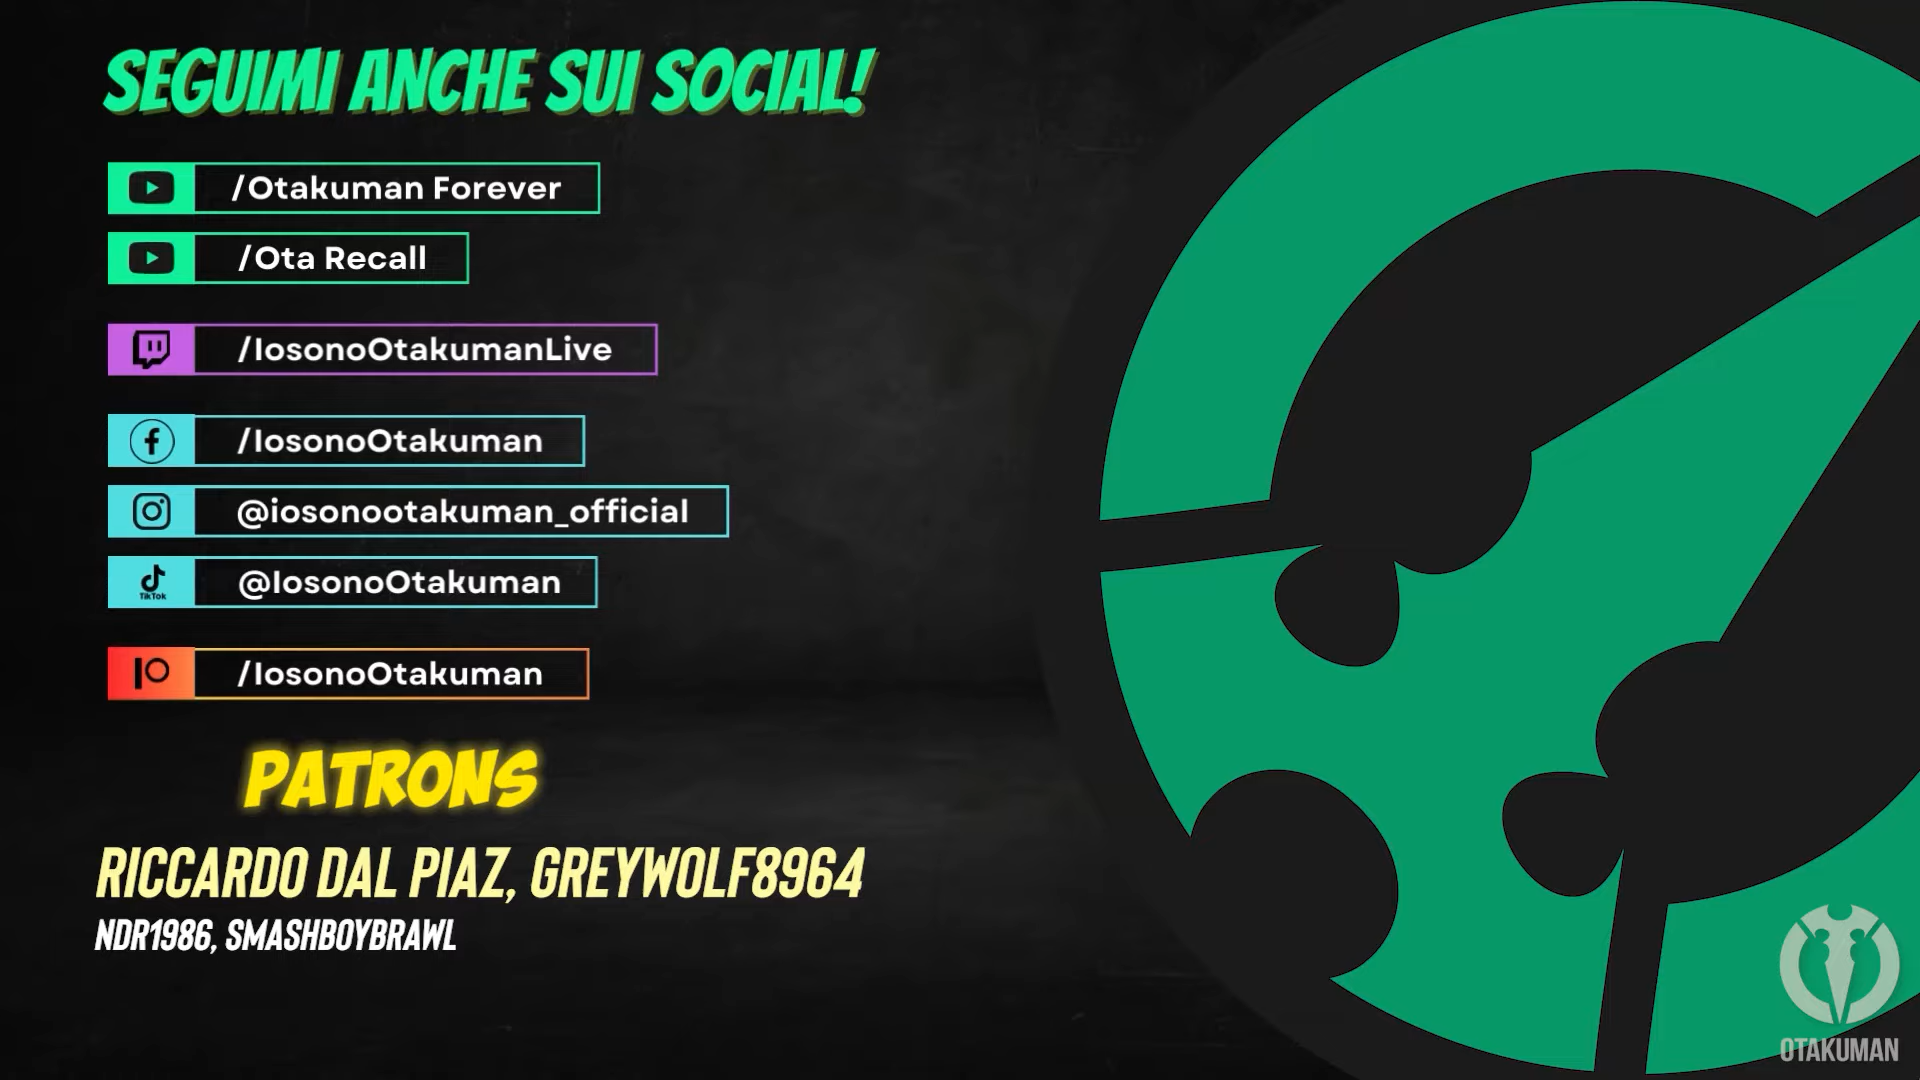 SEGUIMI ANCHE SUI SOCIAL!
/Otakuman Forever
/Ota Recall
/IosonoOtakumanLive
/IosonoOtakuman
@iosonootakuman_official
TikTok
@IosonoOtakuman
/IosonoOtakuman
PATRONS
RICCARDO DAL PIAZ, GREYWOLF8964
NDR1986, SMASHBOYBRAWL
OTAKUMAN